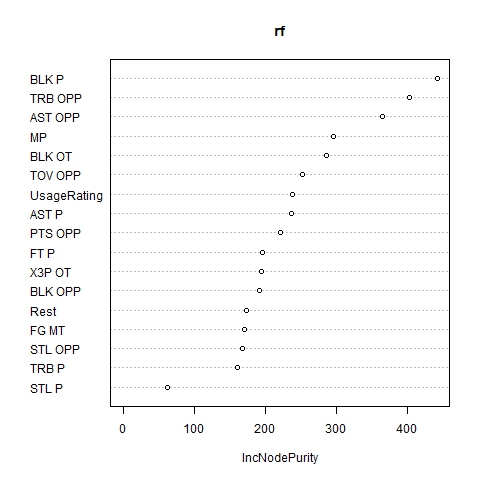 rf
BLK P
TRB OPP
AST OPP
MP
BLK OT
TOV OPP
UsageRating
AST P
PTS OPP
FT P
X3P OT
BLK OPP
Rest
FG MT
STL OPP
TRB P
STL P
0 100 200 300 400
IncNodePurity